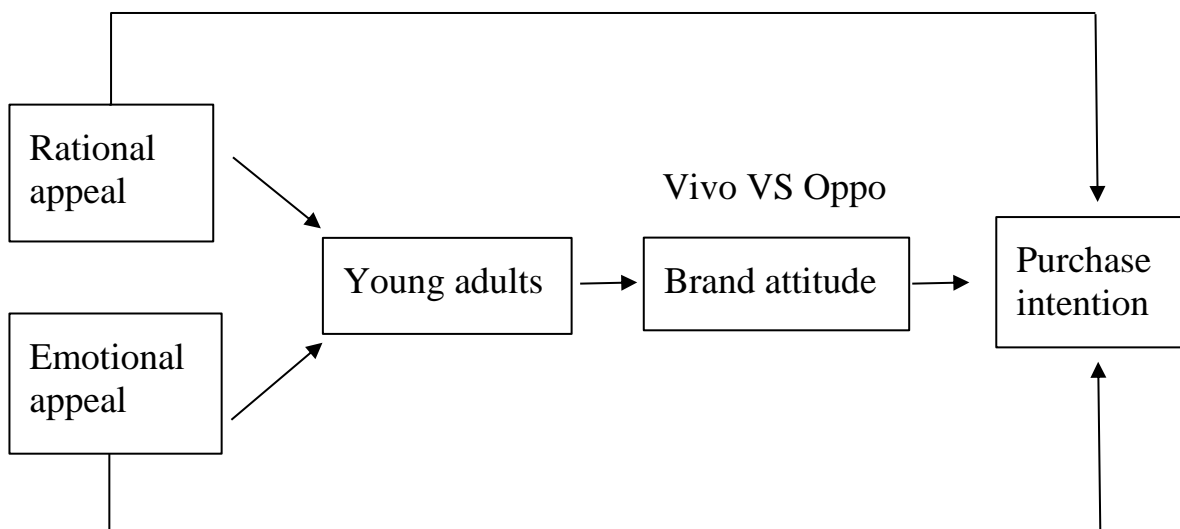 Rational
appeal
Emotional
appeal
Young adults
Vivo VS Oppo
Brand attitude
Purchase
intention